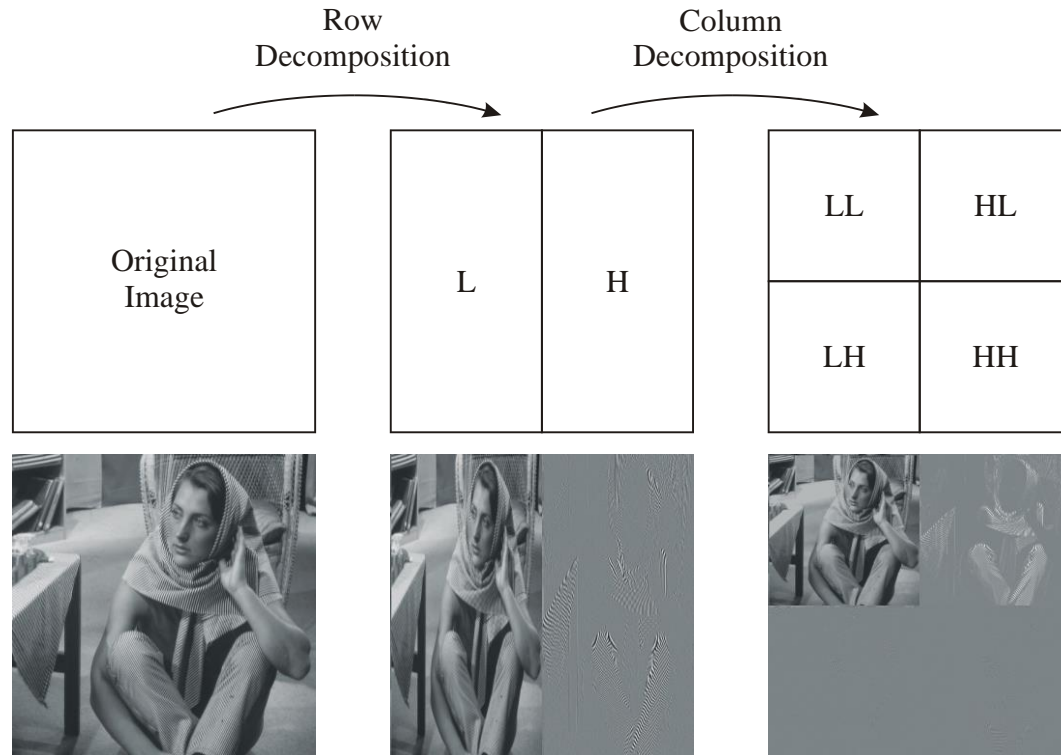 Row
Decomposition
Column
Decomposition
Original
Image
L
H
LL
HL
LH
HH